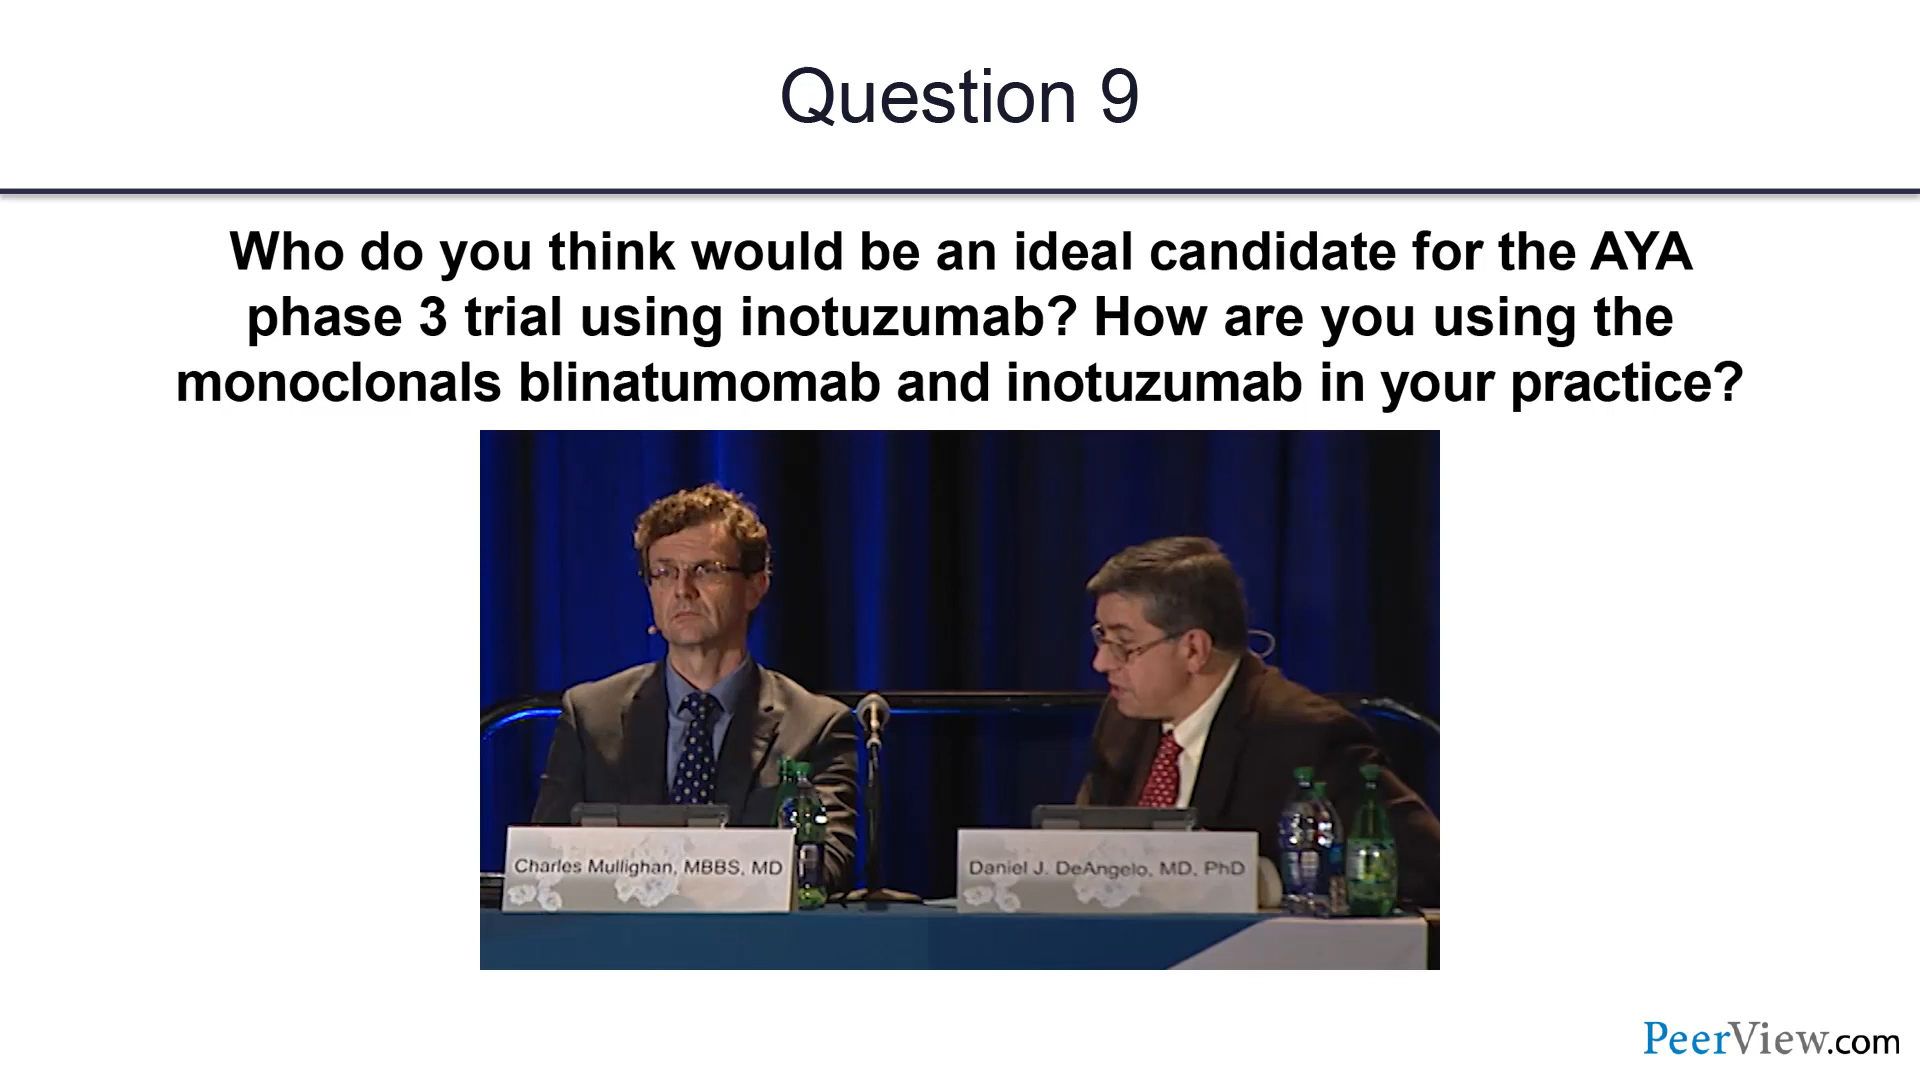 Question 9
Who do you think would be an ideal candidate for the AYA
phase 3 trial using inotuzumab? How are you using the
monoclonals blinatumomab and inotuzumab in your practice?
Charles Mullighan, MBBS, MD
Daniel J. DeAngelo, MD, PhD
PeerView.com